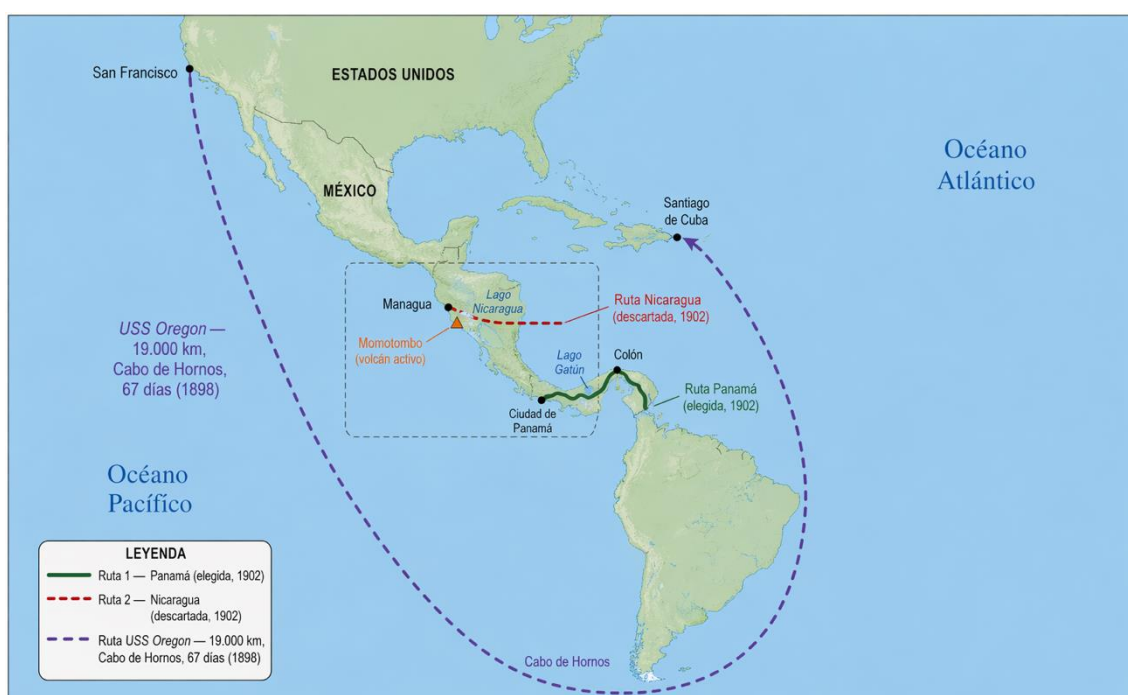 San Francisco
ESTADOS UNIDOS
Océano
Atlántico
MÉXICO
Santiago
de Cuba
Managua
Lago
Nicaragua
Ruta Nicaragua
(descartada, 1902)
USS Oregon —
19.000 km,
Cabo de Hornos,
67 días (1898)
Momotombo
(volcán activo)
Lago
Gatún
Colón
Ruta Panamá
(elegida, 1902)
Ciudad de
Panamá
Océano
Pacífico
LEYENDA
Ruta 1 — Panamá (elegida, 1902)
Ruta 2 — Nicaragua
(descartada, 1902)
Ruta USS Oregon — 19.000 km,
Cabo de Hornos, 67 días (1898)
Cabo de Hornos